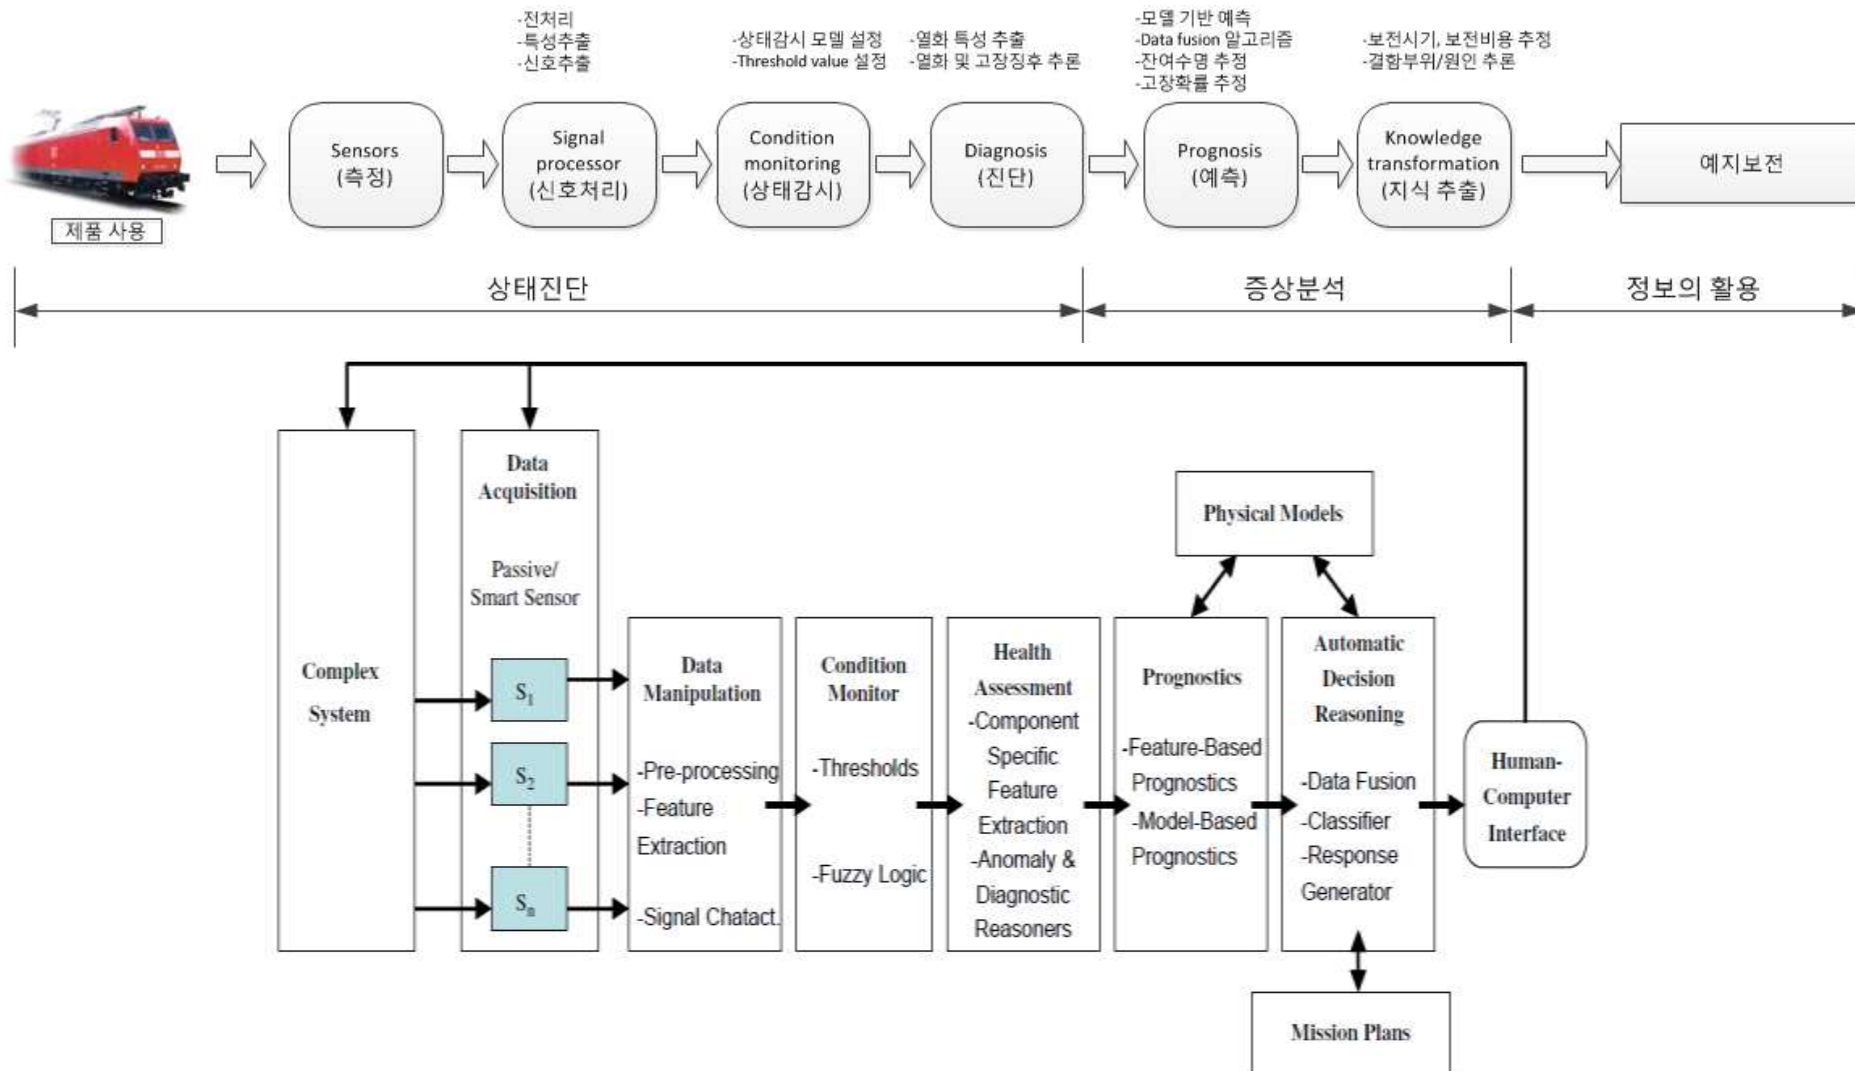 -전처리
-특성추출
-신호추출
-상태감시 모델 설정
-Threshold value 설정
-열화 특성 추출
-열화 및 고장징후 추론
-모델 기반 예측
-Data fusion 알고리즘
-잔여수명 추정
-고장확률 추정
-보전시기, 보전비용 추정
-결함부위/원인 추론
제품 사용
Sensors
(측정)
Signal
processor
(신호처리)
Condition
monitoring
(상태감시)
Diagnosis
(진단)
Prognosis
(예측)
Knowledge
transformation
(지식 추출)
예지보전
상태진단
증상분석
정보의 활용
Complex
System
Data
Acquisition
Passive/
Smart Sensor
S1
S2
Sn
Data
Manipulation
-Pre-processing
-Feature
Extraction
-Signal Chatact.
Condition
Monitor
-Thresholds
-Fuzzy Logic
Health
Assessment
-Component
Specific
Feature
Extraction
-Anomaly &
Diagnostic
Reasoners
Physical Models
Prognostics
-Feature-Based
Prognostics
-Model-Based
Prognostics
Automatic
Decision
Reasoning
-Data Fusion
-Classifier
-Response
Generator
Human-
Computer
Interface
Mission Plans